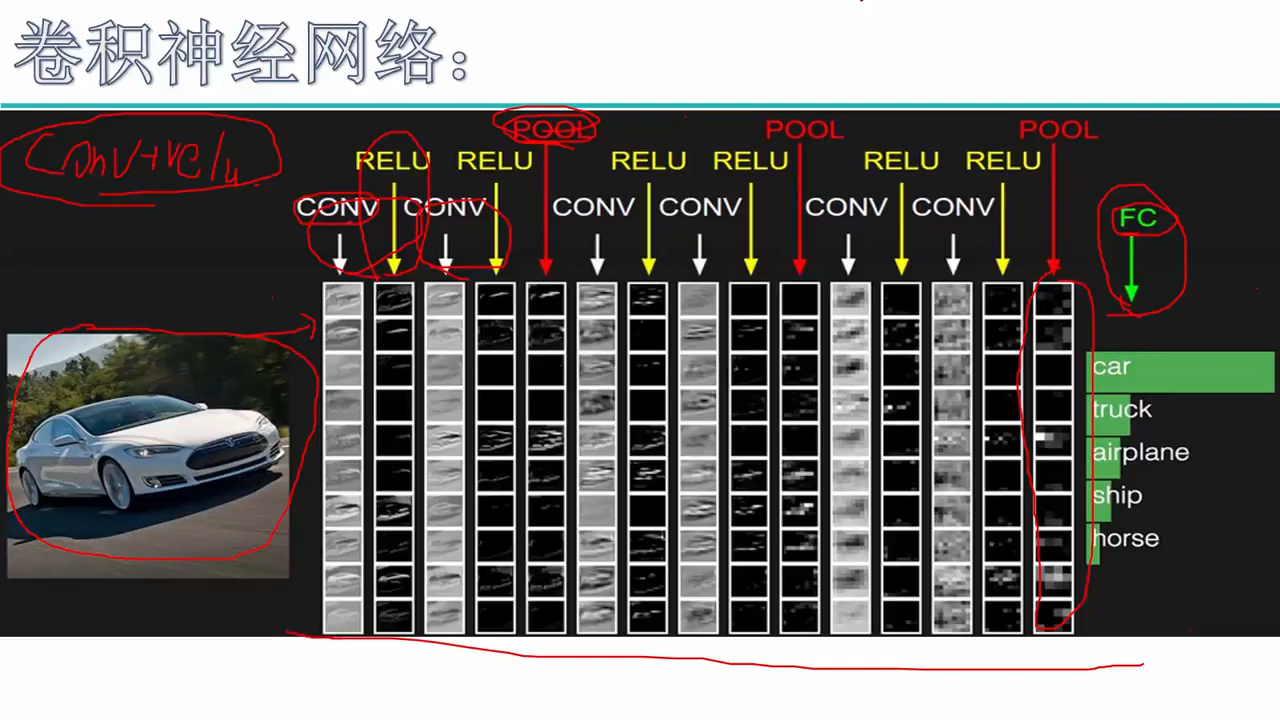 卷积神经网络：
Conv+relu
POOL POOL POOL
RELU RELU RELU RELU RELU RELU
CONV CONV CONV CONV CONV CONV
FC
car
truck
airplane
ship
horse